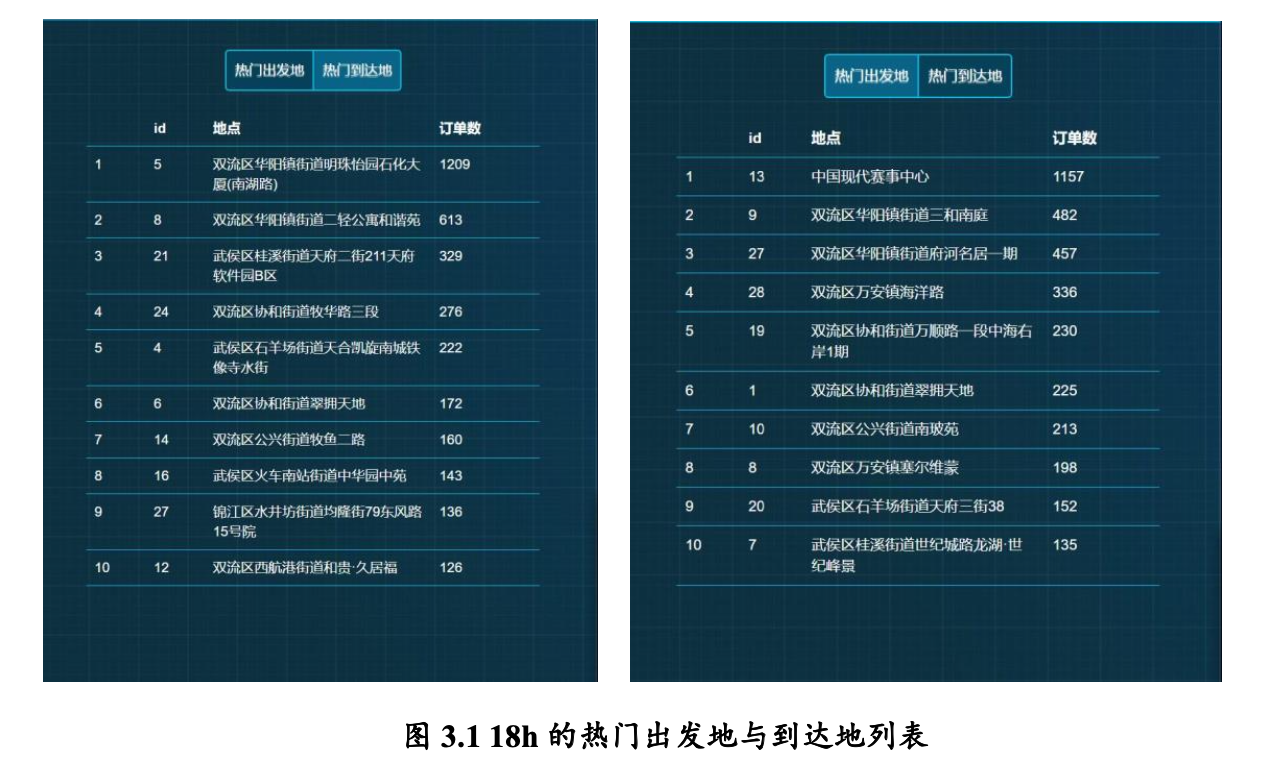 热门出发地 热门到达地
id 地点 订单数
1 5 双流区华阳镇街道明珠怡园石化大 1209
厦(南湖路)
2 8 双流区华阳镇街道二轻公寓和谐苑 613
3 21 武侯区桂溪街道天府二街211天府 329
软件园B区
4 24 双流区协和街道牧华路三段 276
5 4 武侯区石羊场街道天合凯旋南城铁 222
像寺水街
6 6 双流区协和街道翠拥天地 172
7 14 双流区公兴街道牧鱼二路 160
8 16 武侯区火车南站街道中华园中苑 143
9 27 锦江区水井坊街道均隆街79东风路 136
15号院
10 12 双流区西航港街道和贵·久居福 126
热门出发地 热门到达地
id 地点 订单数
1 13 中国现代赛事中心 1157
2 9 双流区华阳镇街道三和南庭 482
3 27 双流区华阳镇街道府河名居一期 457
4 28 双流区万安镇海洋路 336
5 19 双流区协和街道万顺路一段中海右 230
岸1期
6 1 双流区协和街道翠拥天地 225
7 10 双流区公兴街道南坡苑 213
8 8 双流区万安镇塞尔维蒙 198
9 20 武侯区石羊场街道天府三街38 152
10 7 武侯区桂溪街道世纪城路龙湖·世 135
纪峰景
图 3.1 18h 的热门出发地与到达地列表